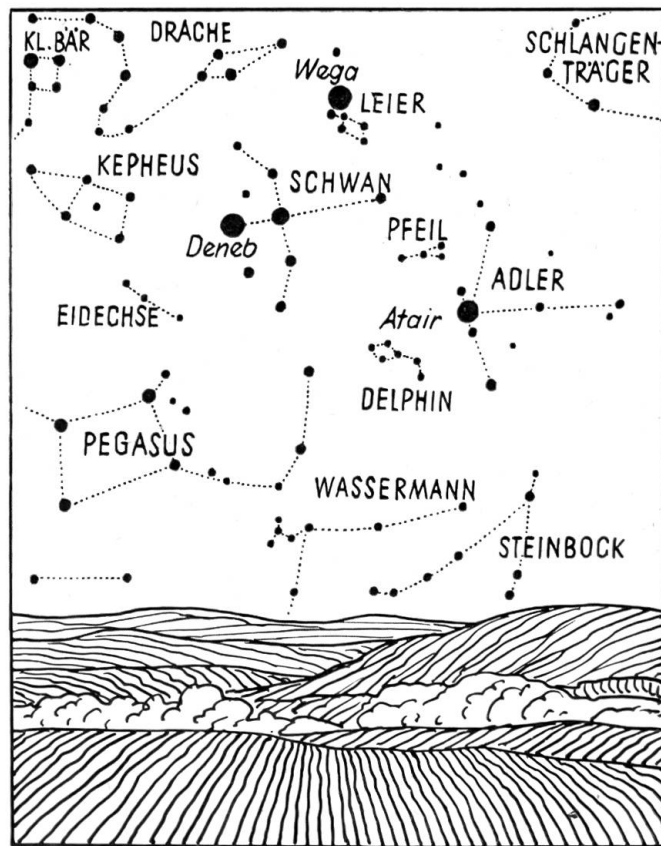 KL. BÄR
DRACHE
Wega
LEIER
SCHLANGEN-
TRÄGER
KEPHEUS
SCHWAN
Deneb
PFEIL
ADLER
EIDECHSE
Atair
DELPHIN
PEGASUS
WASSERMANN
STEINBOCK